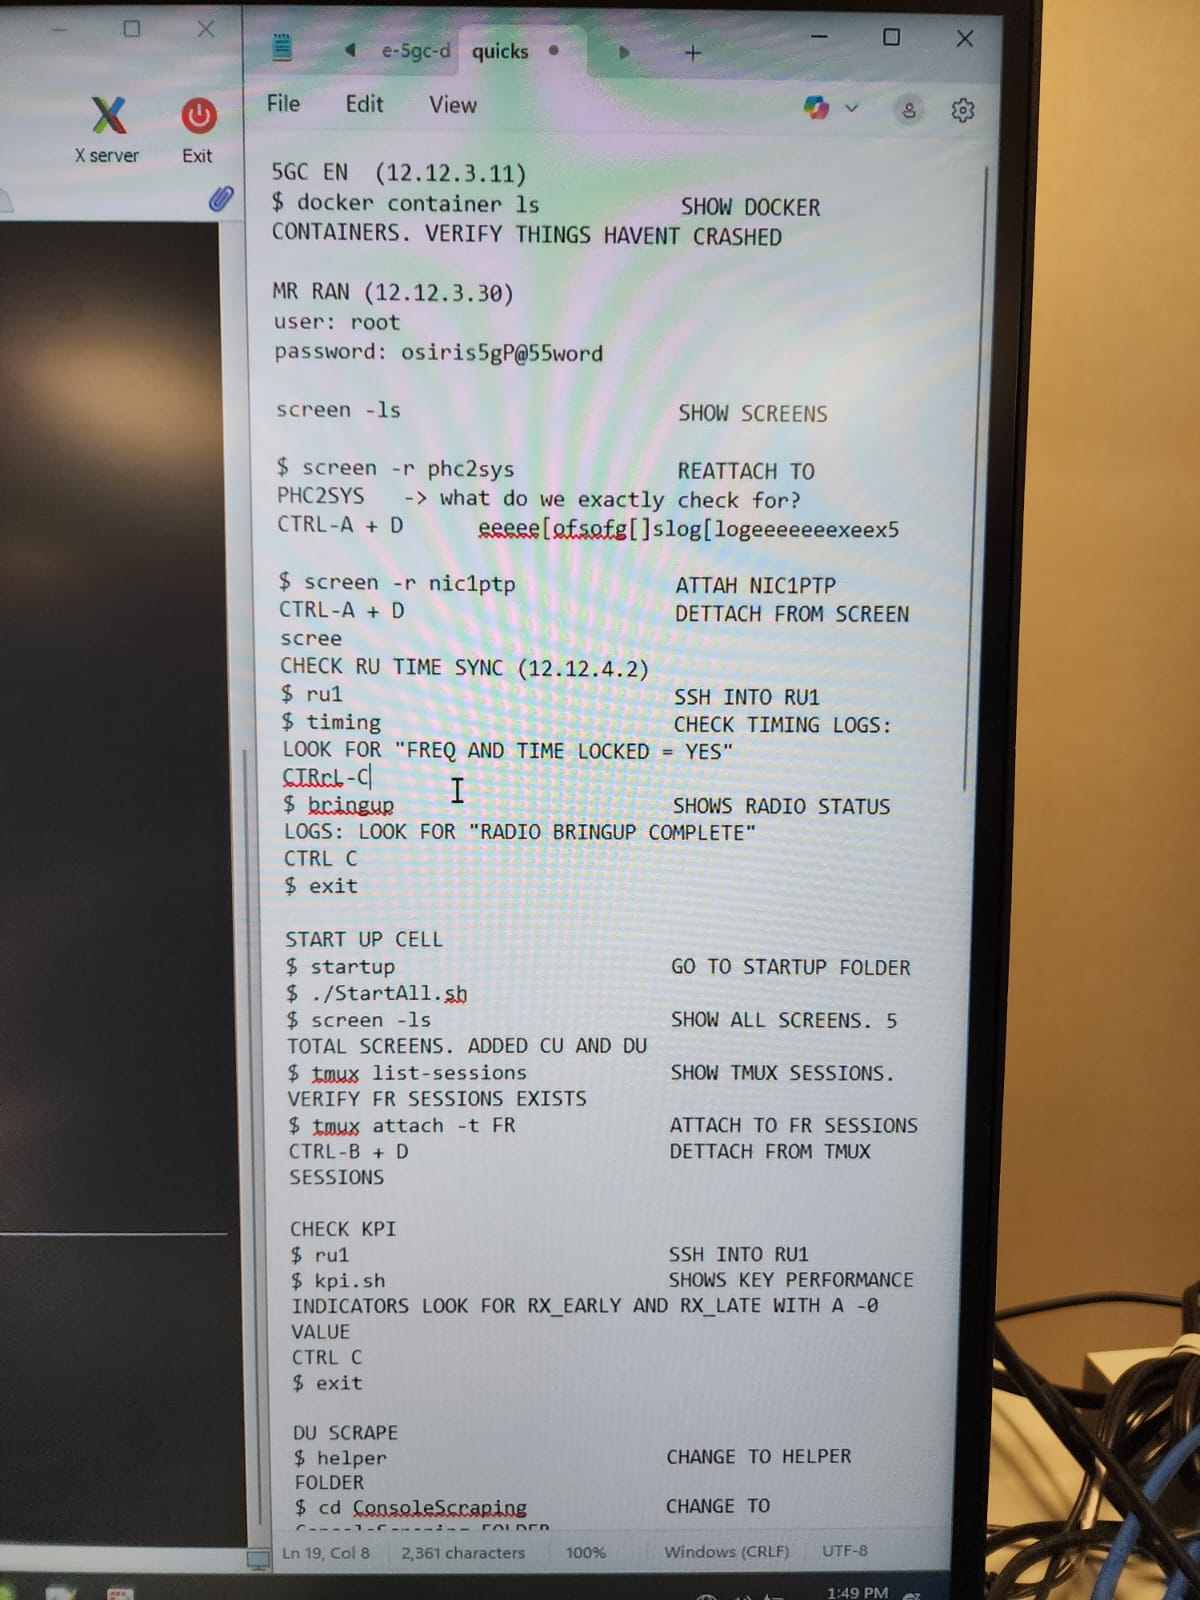 e-5gc-d quicks
File Edit View
X server Exit
5GC EN (12.12.3.11)
$ docker container ls SHOW DOCKER
CONTAINERS. VERIFY THINGS HAVENT CRASHED
MR RAN (12.12.3.30)
user: root
password: osiris5gP@55word
screen -ls SHOW SCREENS
$ screen -r phc2sys REATTACH TO
PHC2SYS -> what do we exactly check for?
CTRL-A + D eeeee[ofsofg[]slog[logeeeeeeexeex5
$ screen -r nic1ptp ATTAH NIC1PTP
CTRL-A + D DETTACH FROM SCREEN
scree
CHECK RU TIME SYNC (12.12.4.2)
$ ru1 SSH INTO RU1
$ timing CHECK TIMING LOGS:
LOOK FOR "FREQ AND TIME LOCKED = YES"
CTRrL-C
$ bringup SHOWS RADIO STATUS
LOGS: LOOK FOR "RADIO BRINGUP COMPLETE"
CTRL C
$ exit
START UP CELL
$ startup GO TO STARTUP FOLDER
$ ./StartAll.sh
$ screen -ls SHOW ALL SCREENS. 5
TOTAL SCREENS. ADDED CU AND DU
$ tmux list-sessions SHOW TMUX SESSIONS.
VERIFY FR SESSIONS EXISTS
$ tmux attach -t FR ATTACH TO FR SESSIONS
CTRL-B + D DETTACH FROM TMUX
SESSIONS
CHECK KPI
$ ru1 SSH INTO RU1
$ kpi.sh SHOWS KEY PERFORMANCE
INDICATORS LOOK FOR RX_EARLY AND RX_LATE WITH A -0
VALUE
CTRL C
$ exit
DU SCRAPE
$ helper CHANGE TO HELPER
FOLDER
$ cd ConsoleScraping CHANGE TO
ConsoleScraping FOLDER
Ln 19, Col 8 2,361 characters 100% Windows (CRLF) UTF-8
1:49 PM